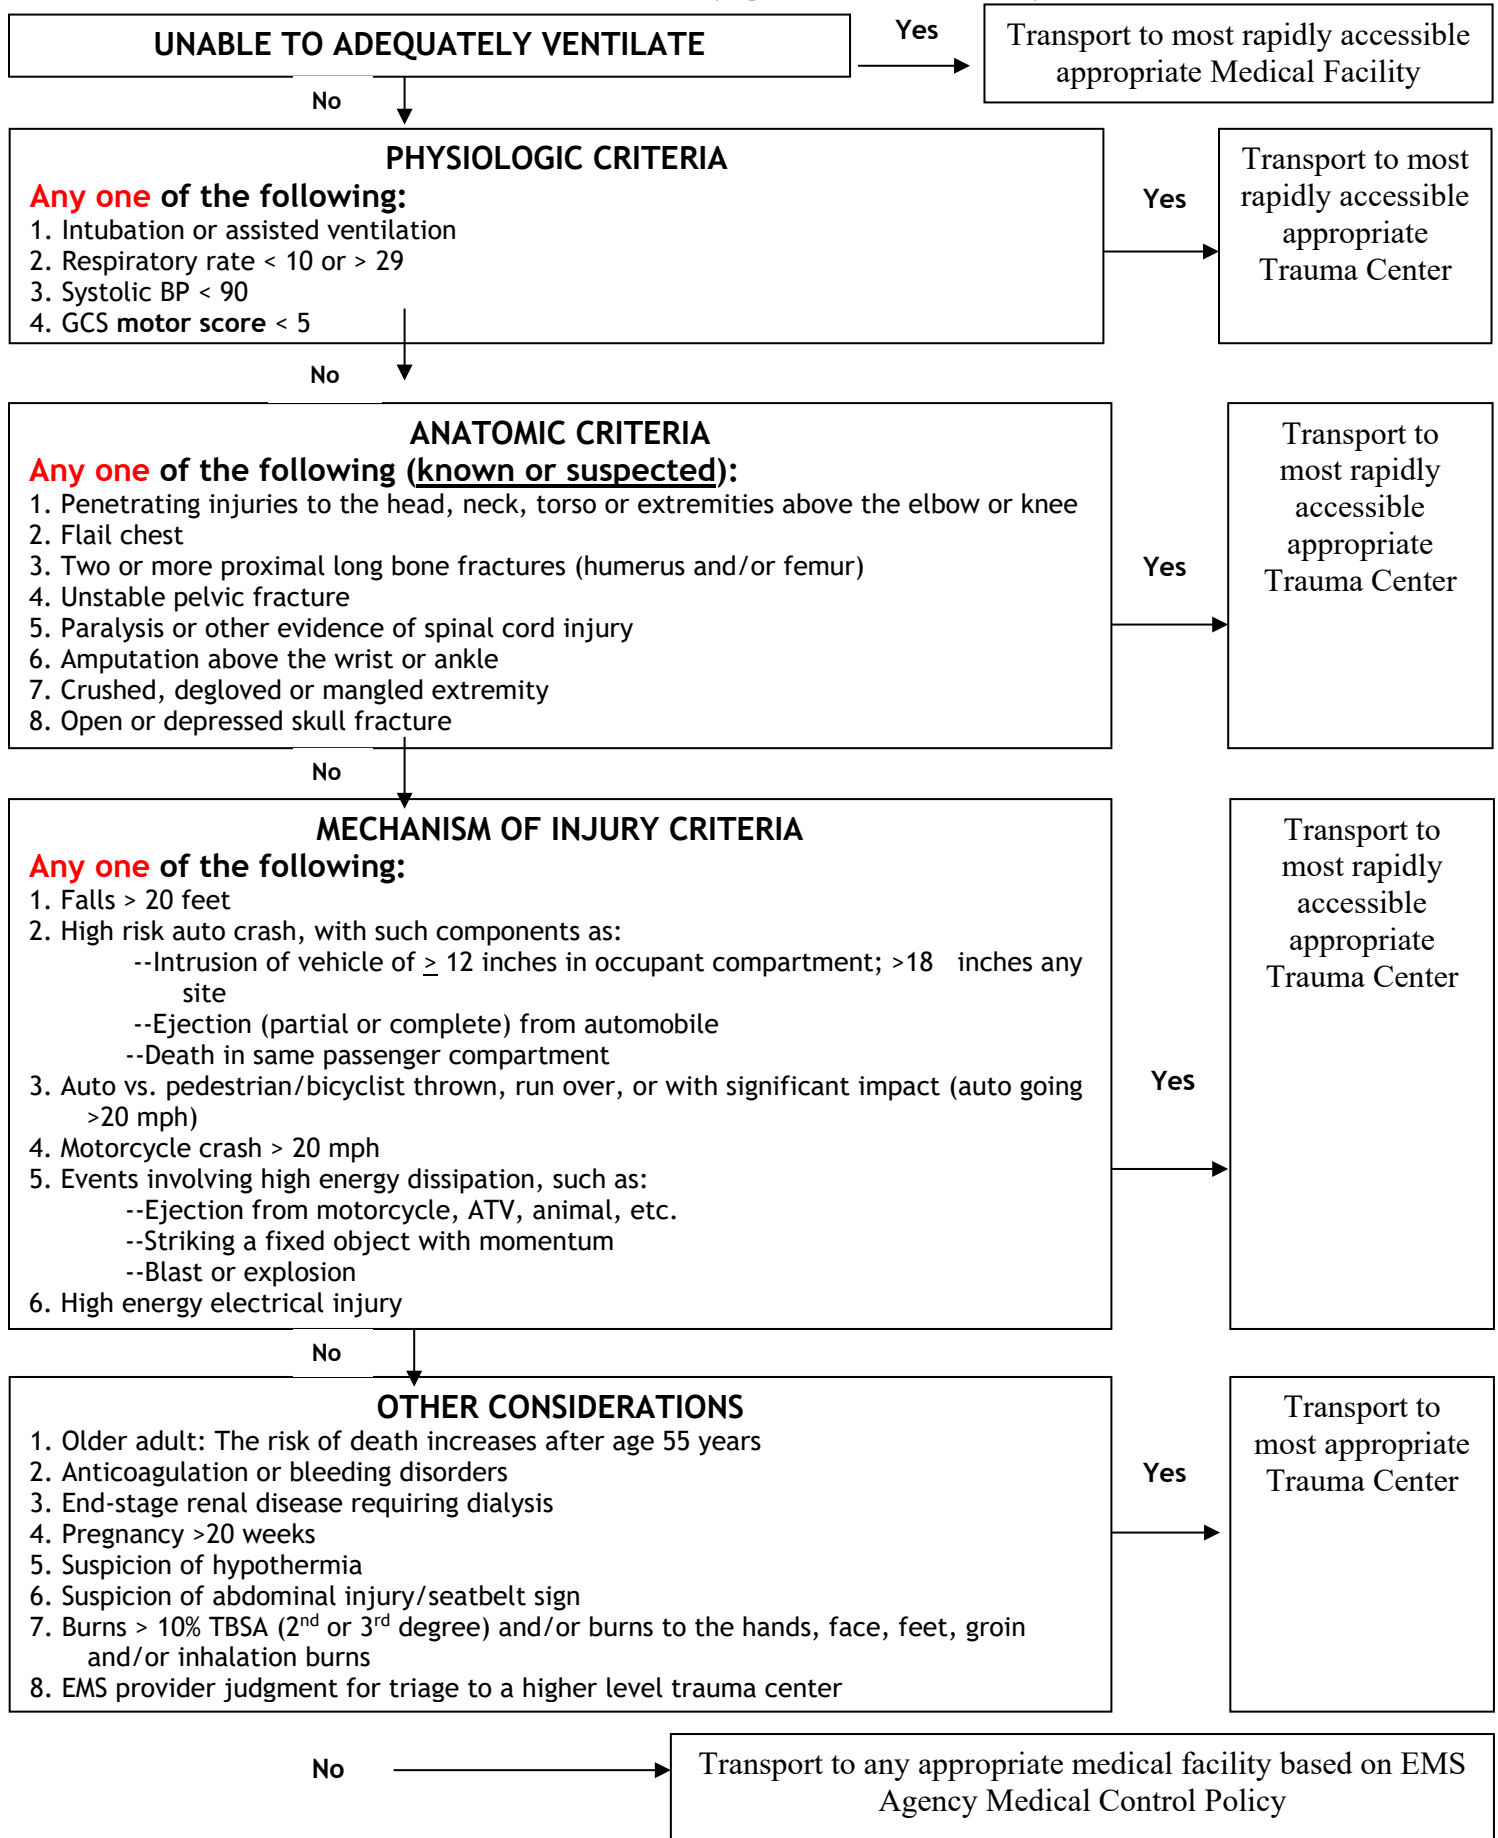 UNABLE TO ADEQUATELY VENTILATE
Yes
Transport to most rapidly accessible
appropriate Medical Facility
No
PHYSIOLOGIC CRITERIA
Any one of the following:
1. Intubation or assisted ventilation
2. Respiratory rate < 10 or > 29
3. Systolic BP < 90
4. GCS motor score < 5
Yes
Transport to most
rapidly accessible
appropriate
Trauma Center
No
ANATOMIC CRITERIA
Any one of the following (known or suspected):
1. Penetrating injuries to the head, neck, torso or extremities above the elbow or knee
2. Flail chest
3. Two or more proximal long bone fractures (humerus and/or femur)
4. Unstable pelvic fracture
5. Paralysis or other evidence of spinal cord injury
6. Amputation above the wrist or ankle
7. Crushed, degloved or mangled extremity
8. Open or depressed skull fracture
Yes
Transport to
most rapidly
accessible
appropriate
Trauma Center
No
MECHANISM OF INJURY CRITERIA
Any one of the following:
1. Falls > 20 feet
2. High risk auto crash, with such components as:
--Intrusion of vehicle of ≥ 12 inches in occupant compartment; >18 inches any
site
--Ejection (partial or complete) from automobile
--Death in same passenger compartment
3. Auto vs. pedestrian/bicyclist thrown, run over, or with significant impact (auto going
>20 mph)
4. Motorcycle crash > 20 mph
5. Events involving high energy dissipation, such as:
--Ejection from motorcycle, ATV, animal, etc.
--Striking a fixed object with momentum
--Blast or explosion
6. High energy electrical injury
Yes
Transport to
most rapidly
accessible
appropriate
Trauma Center
No
OTHER CONSIDERATIONS
1. Older adult: The risk of death increases after age 55 years
2. Anticoagulation or bleeding disorders
3. End-stage renal disease requiring dialysis
4. Pregnancy >20 weeks
5. Suspicion of hypothermia
6. Suspicion of abdominal injury/seatbelt sign
7. Burns > 10% TBSA (2nd or 3rd degree) and/or burns to the hands, face, feet, groin
and/or inhalation burns
8. EMS provider judgment for triage to a higher level trauma center
Yes
Transport to
most appropriate
Trauma Center
No
Transport to any appropriate medical facility based on EMS
Agency Medical Control Policy